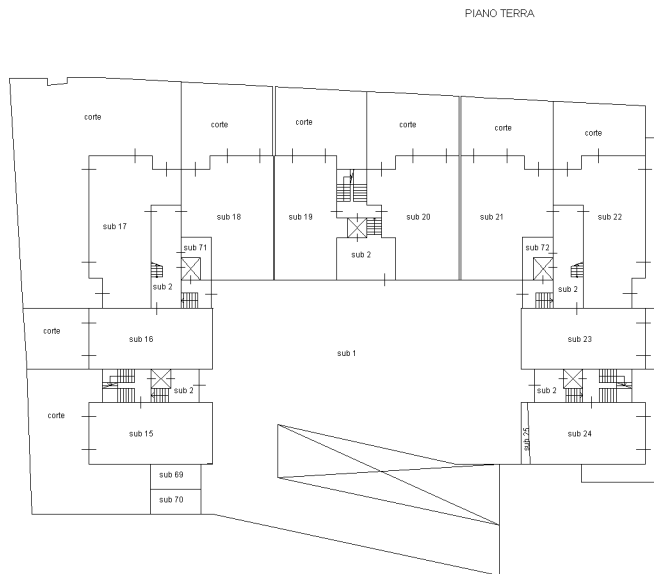 PIANO TERRA
corte
corte
corte
corte
corte
corte
sub 17
sub 18
sub 19
sub 20
sub 21
sub 22
sub 71
sub 72
sub 2
sub 2
sub 2
corte
sub 16
sub 1
sub 23
sub 2
sub 2
corte
sub 15
sub 25
sub 24
sub 69
sub 70